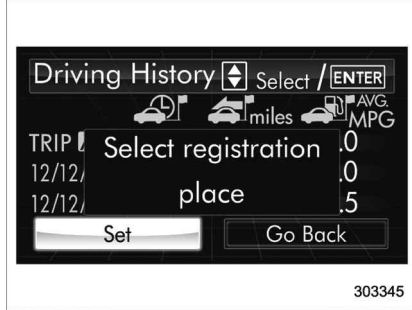 Driving History Select / ENTER
miles AVG. MPG
TRIP .0
Select registration
12/12/ .0
place
12/12/ .5
Set Go Back
303345